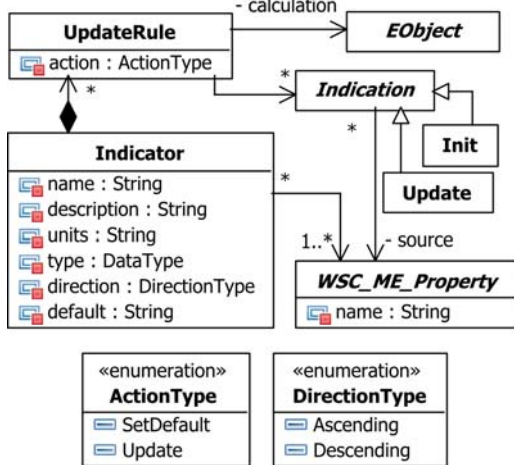 - calculation
UpdateRule
action : ActionType
EObject
*
*
Indication
*
Init
Update
Indicator
name : String
description : String
units : String
type : DataType
direction : DirectionType
default : String
*
1..*
- source
WSC_ME_Property
name : String
«enumeration»
ActionType
SetDefault
Update
«enumeration»
DirectionType
Ascending
Descending